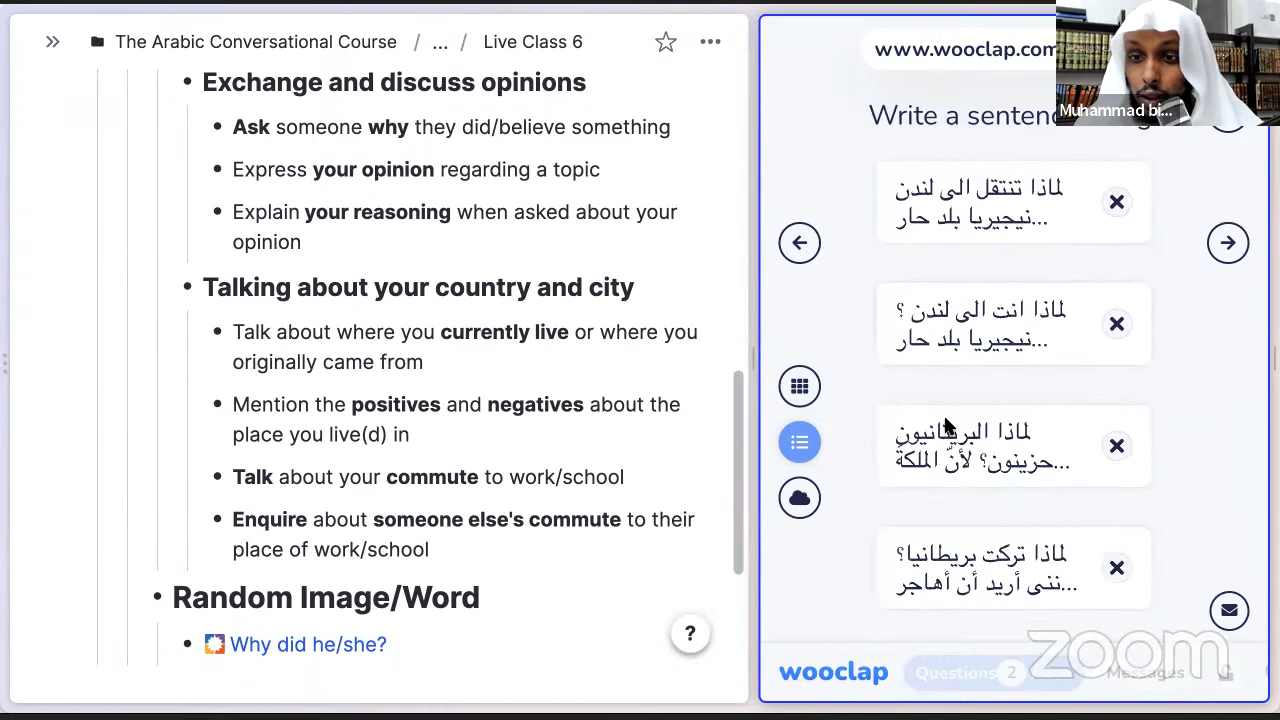 The Arabic Conversational Course / ... / Live Class 6
Exchange and discuss opinions
Ask someone why they did/believe something
Express your opinion regarding a topic
Explain your reasoning when asked about your
opinion
Talking about your country and city
Talk about where you currently live or where you
originally came from
Mention the positives and negatives about the
place you live(d) in
Talk about your commute to work/school
Enquire about someone else's commute to their
place of work/school
Random Image/Word
Why did he/she?
?
www.wooclap.com
Write a sentence
Muhammad bi...
لماذا تنتقل الى لندن
نيجيريا بلد حار...
لماذا انت الى لندن ؟
نيجيريا بلد حار...
لماذا البريطانيون
حزينون؟ لأنّ الملكة...
لماذا تركت بريطانيا؟
ننى أريد أن أهاجر...
wooclap
Questions 2
Messages
zoom